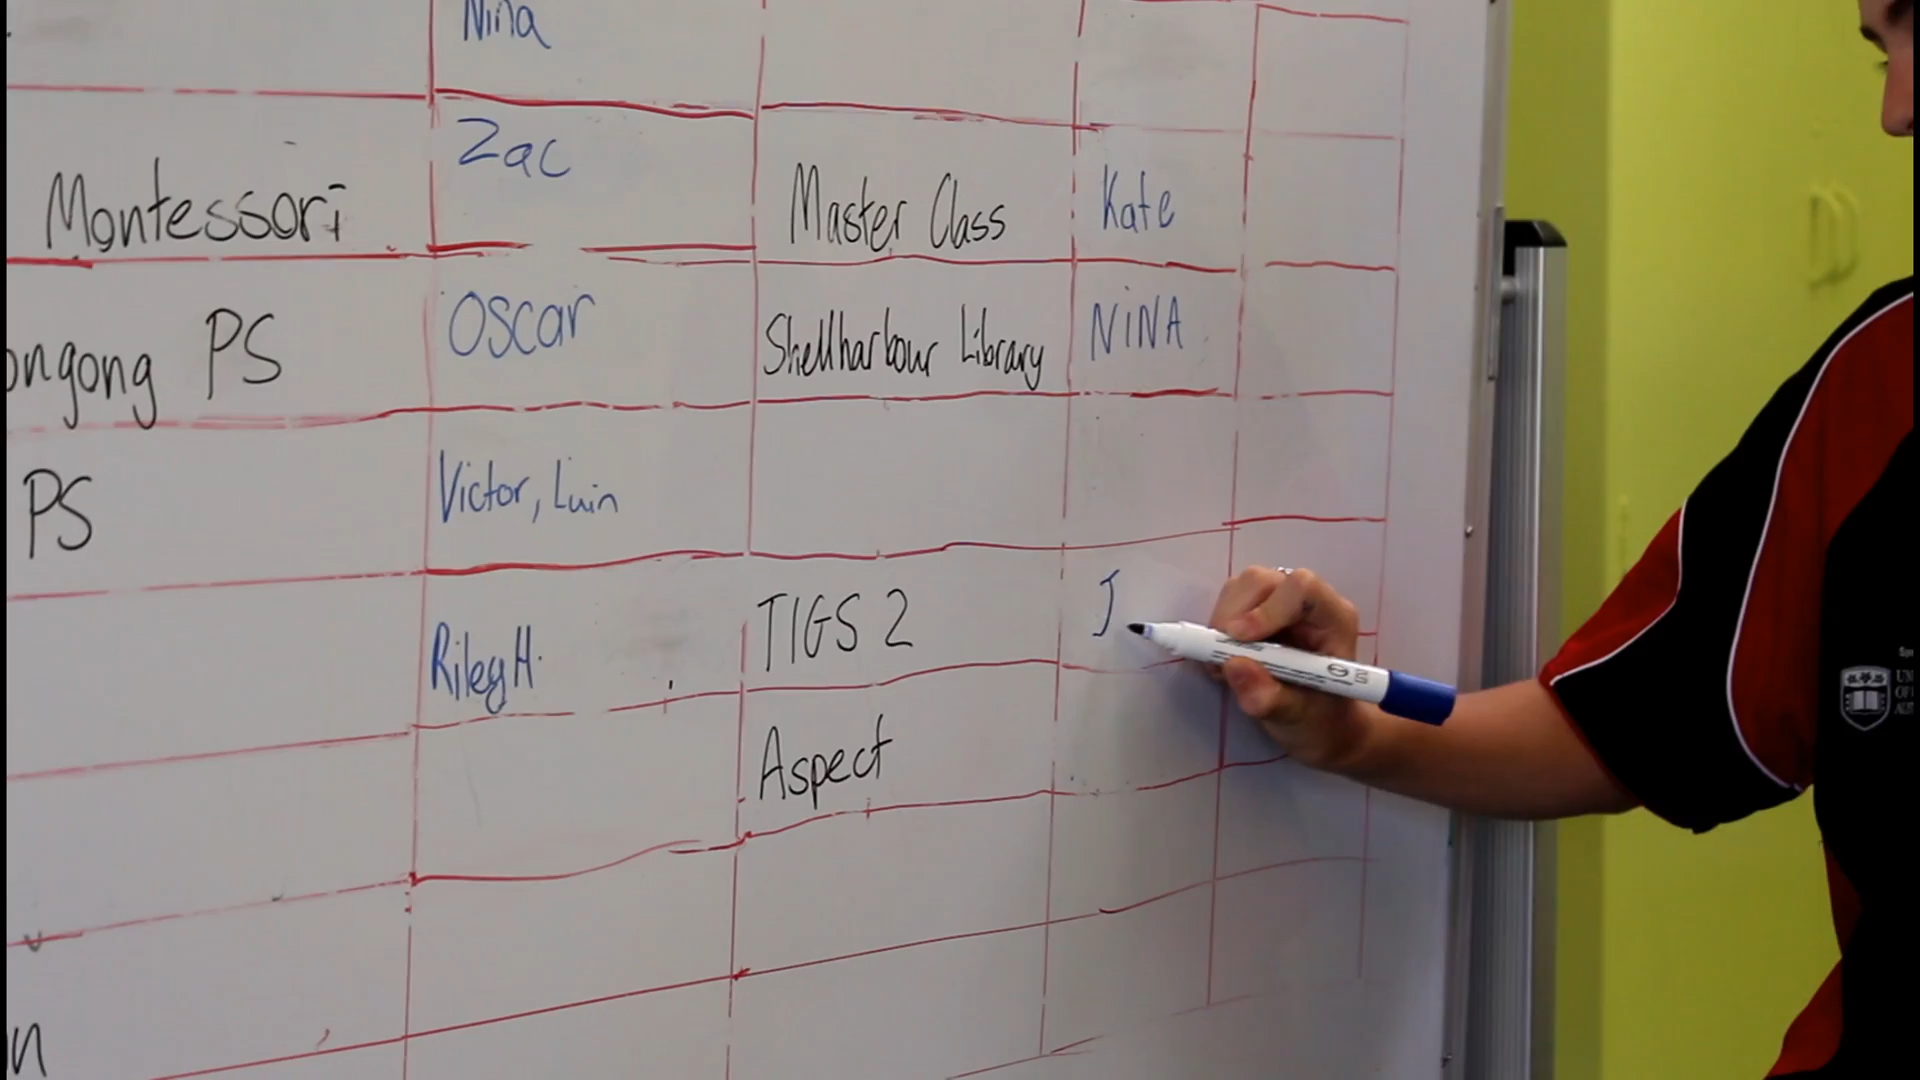 Nina
Zac
Montessori
Master Class
Kate
Oscar
ongong PS
Shellharbour Library
NiNA
PS
Victor, Luin
Riley H.
TIGS 2
J
Aspect
n